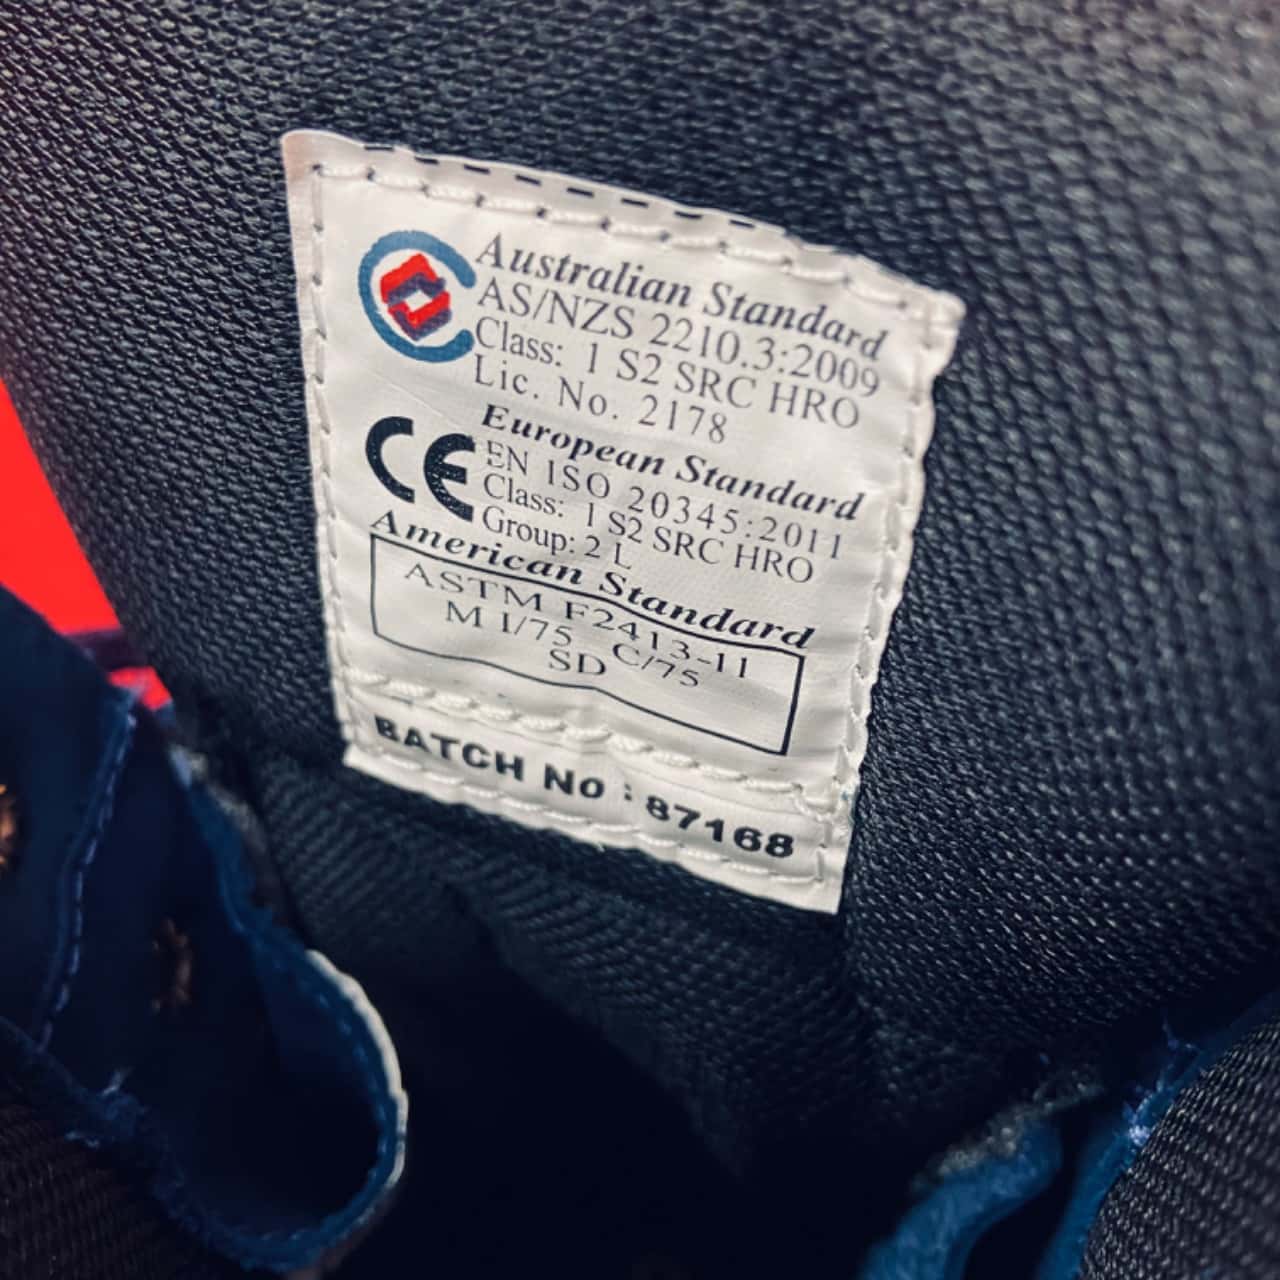 Australian Standard
AS/NZS 2210.3:2009
Class: 1 S2 SRC HRO
Lic. No. 2178
CE
European Standard
EN ISO 20345:2011
Class: 1 S2 SRC HRO
Group: 2 L
American Standard
ASTM F2413-11
M I/75 C/75
SD
BATCH NO : 87168